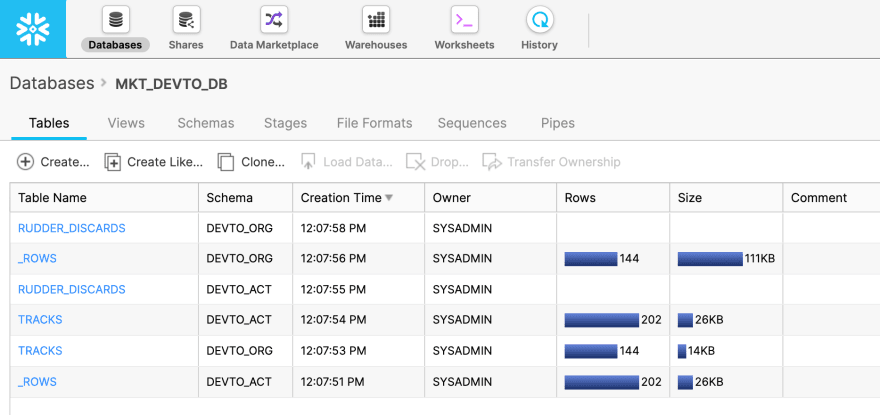 Databases Shares Data Marketplace Warehouses Worksheets History
Databases > MKT_DEVTO_DB
Tables Views Schemas Stages File Formats Sequences Pipes
Create... Create Like... Clone... Load Data... Drop... Transfer Ownership
Table Name Schema Creation Time Owner Rows Size Comment
RUDDER_DISCARDS DEVTO_ORG 12:07:58 PM SYSADMIN
_ROWS DEVTO_ORG 12:07:56 PM SYSADMIN 144 111KB
RUDDER_DISCARDS DEVTO_ACT 12:07:55 PM SYSADMIN
TRACKS DEVTO_ACT 12:07:54 PM SYSADMIN 202 26KB
TRACKS DEVTO_ORG 12:07:53 PM SYSADMIN 144 14KB
_ROWS DEVTO_ACT 12:07:51 PM SYSADMIN 202 26KB